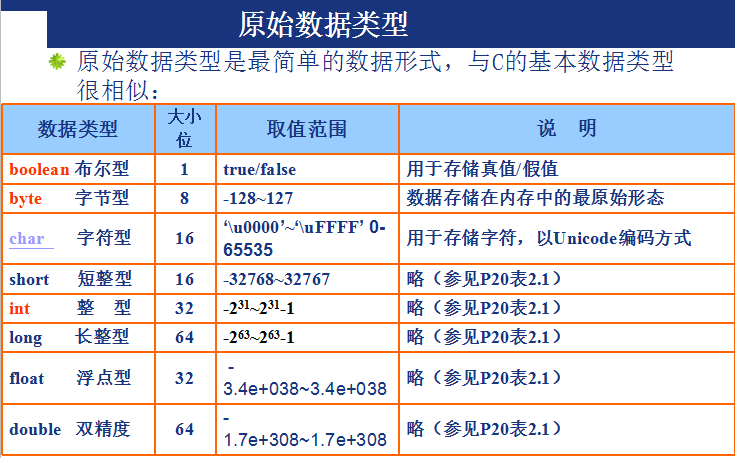 原始数据类型
原始数据类型是最简单的数据形式，与C的基本数据类型
很相似：
数据类型 大小位 取值范围 说 明
boolean 布尔型 1 true/false 用于存储真值/假值
byte 字节型 8 -128~127 数据存储在内存中的最原始形态
char 字符型 16 ‘\u0000’~‘\uFFFF’ 0-65535 用于存储字符，以Unicode编码方式
short 短整型 16 -32768~32767 略（参见P20表2.1）
int 整 型 32 -2³¹~2³¹-1 略（参见P20表2.1）
long 长整型 64 -2⁶³~2⁶³-1 略（参见P20表2.1）
float 浮点型 32 -3.4e+038~3.4e+038 略（参见P20表2.1）
double 双精度 64 -1.7e+308~1.7e+308 略（参见P20表2.1）